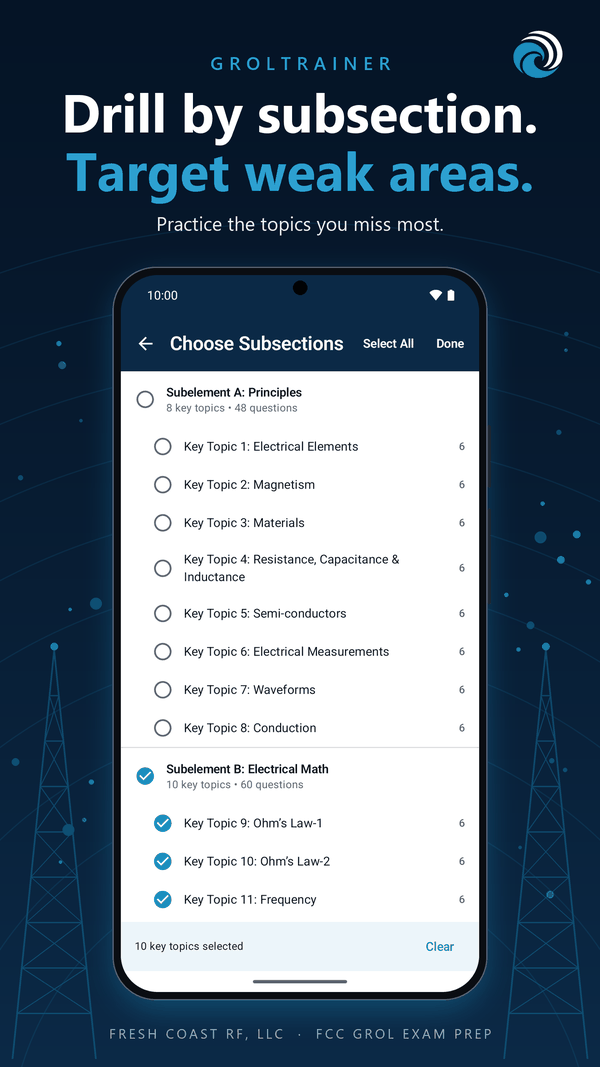 GROLTRAINER
Drill by subsection.
Target weak areas.
Practice the topics you miss most.
10:00
Choose Subsections Select All Done
Subelement A: Principles
8 key topics • 48 questions
Key Topic 1: Electrical Elements 6
Key Topic 2: Magnetism 6
Key Topic 3: Materials 6
Key Topic 4: Resistance, Capacitance &
Inductance 6
Key Topic 5: Semi-conductors 6
Key Topic 6: Electrical Measurements 6
Key Topic 7: Waveforms 6
Key Topic 8: Conduction 6
Subelement B: Electrical Math
10 key topics • 60 questions
Key Topic 9: Ohm’s Law-1 6
Key Topic 10: Ohm’s Law-2 6
Key Topic 11: Frequency 6
10 key topics selected Clear
FRESH COAST RF, LLC · FCC GROL EXAM PREP